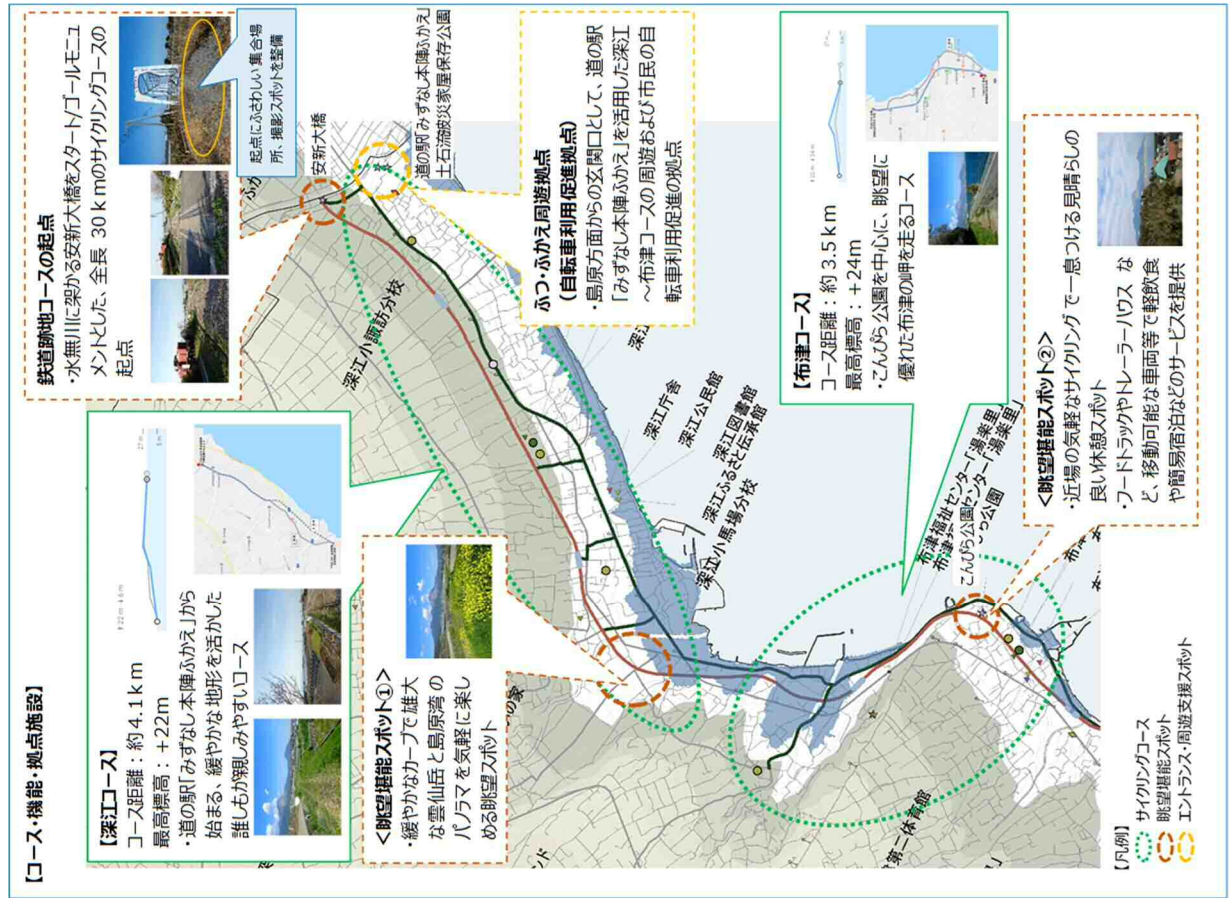 【コース・機能・拠点施設】
【深江コース】
コース距離：約 4.1ｋｍ
最高標高：＋22m
・道の駅「みずなし本陣ふかえ」から
始まる、緩やかな地形を活かした
誰しもが親しみやすいコース
鉄道跡地コースの起点
・水無川に架かる安新大橋をスタート/ゴールモニュ
メントとした、全長 30ｋｍのサイクリングコースの
起点
起点にふさわしい集合場
所、撮影スポットを整備
安新大橋
道の駅「みずなし本陣ふかえ」
土石流被災家屋保存公園
＜眺望堪能スポット①＞
・緩やかなカーブで雄大
な雲仙岳と島原湾の
パノラマを気軽に楽し
める眺望スポット
ふつ・ふかえ周遊拠点
（自転車利用促進拠点）
・島原方面からの玄関口として、道の駅
「みずなし本陣ふかえ」を活用した深江
～布津コースの周遊および市民の自
転車利用促進の拠点
深江小諏訪分校
深江庁舎
深江公民館
深江図書館
深江ふるさと伝承館
深江小馬場分校
【布津コース】
コース距離：約 3.5ｋｍ
最高標高：＋24m
・こんぴら公園を中心に、眺望に
優れた布津の岬を走るコース
布津福祉センター「湯楽里」
こんぴら公園
＜眺望堪能スポット②＞
・近場の気軽なサイクリングで一息つける見晴らしの
良い休憩スポット
・フードトラックやトレーラーハウス な
ど、移動可能な車両等で軽飲食
や簡易宿泊などのサービスを提供
第二体育館
【凡例】
サイクリングコース
眺望堪能スポット
エントランス・周遊支援スポット